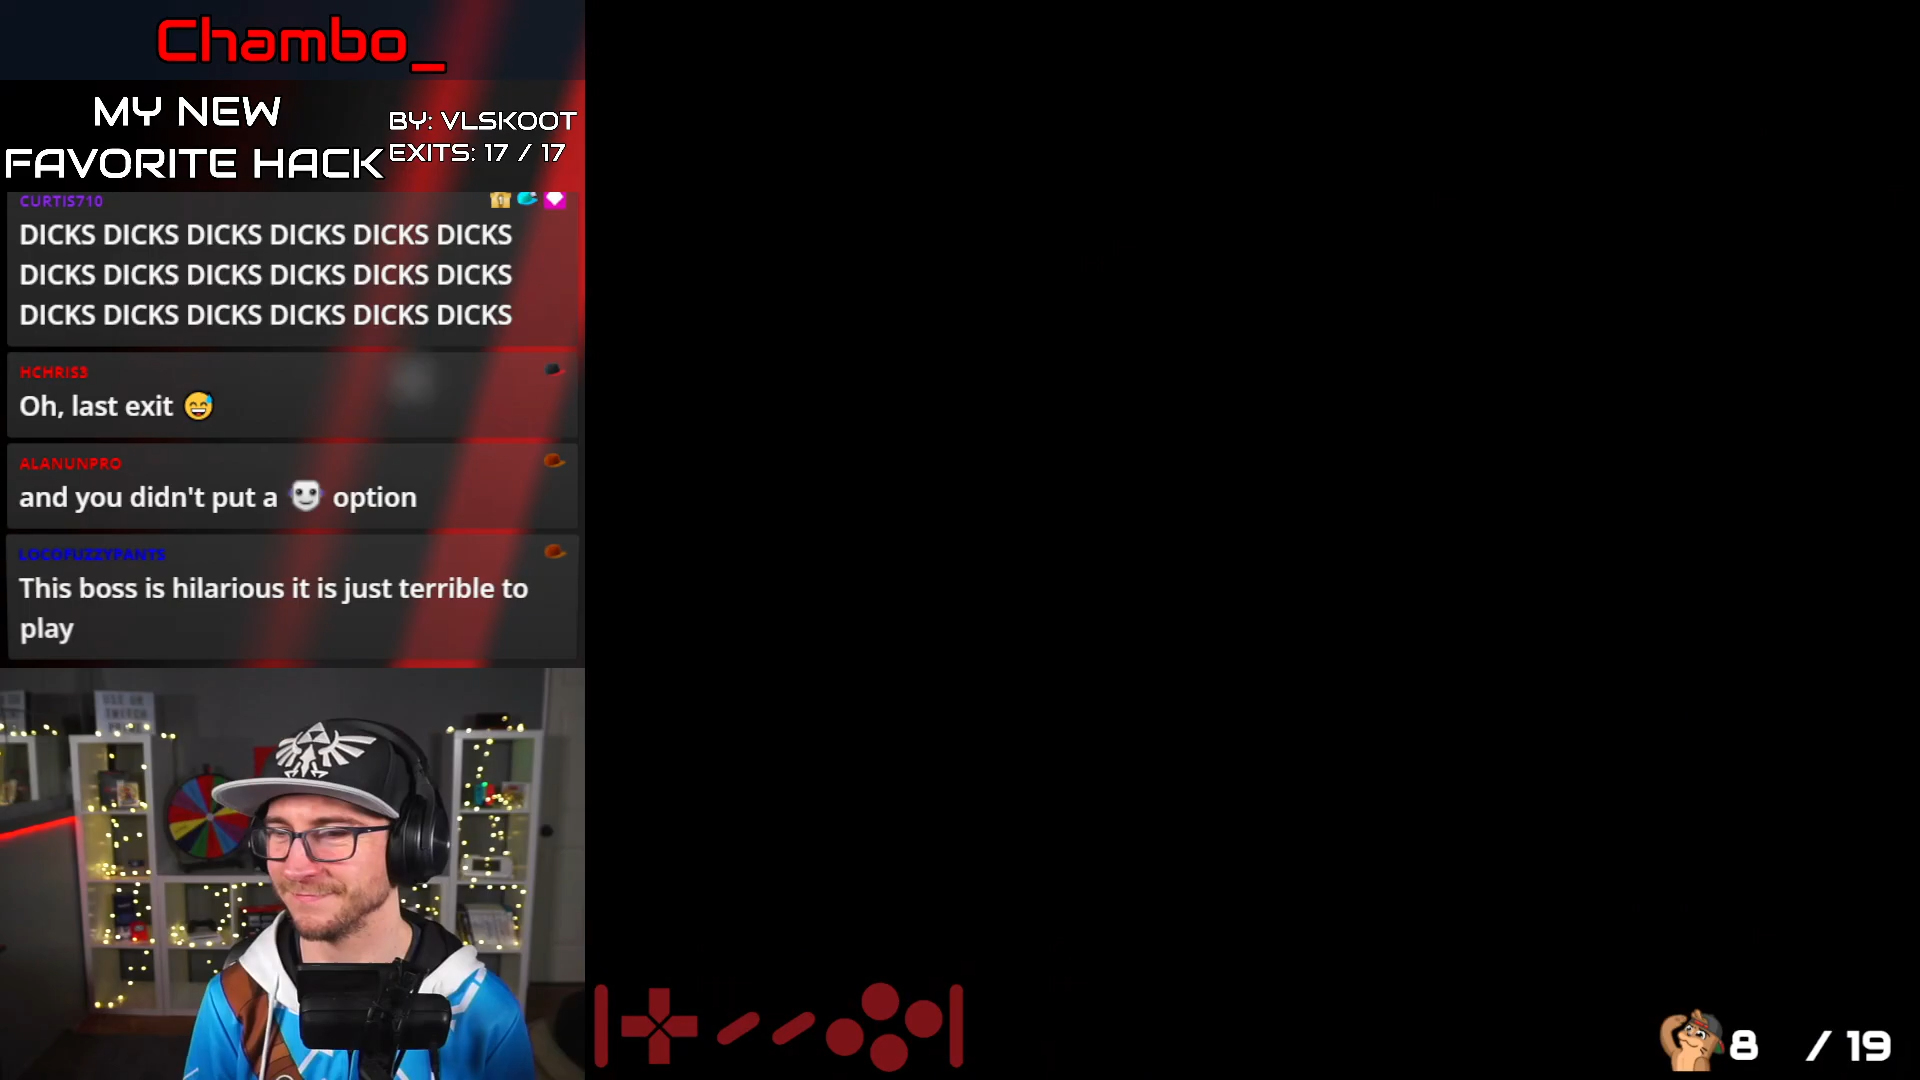 Chambo_
MY NEW
FAVORITE HACK
BY: VLSKOOT
EXITS: 17 / 17
CURTIS710
DICKS DICKS DICKS DICKS DICKS DICKS
DICKS DICKS DICKS DICKS DICKS DICKS
DICKS DICKS DICKS DICKS DICKS DICKS
HCHRIS3
Oh, last exit 😅
ALANUNPRO
and you didn't put a option
LOCOFUZZYPANTS
This boss is hilarious it is just terrible to
play
8 / 19